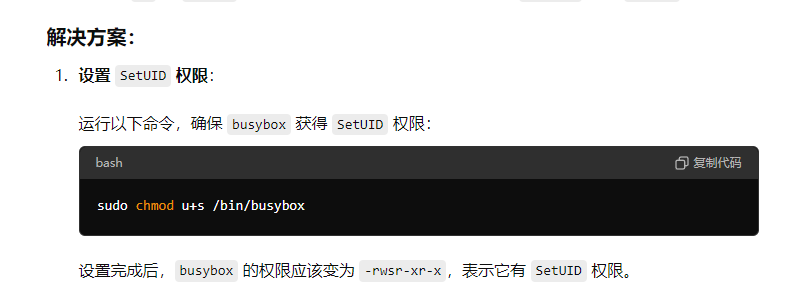 解决方案：
1. 设置 SetUID 权限：
运行以下命令，确保 busybox 获得 SetUID 权限：
bash 复制代码
sudo chmod u+s /bin/busybox
设置完成后，busybox 的权限应该变为 -rwsr-xr-x，表示它有 SetUID 权限。